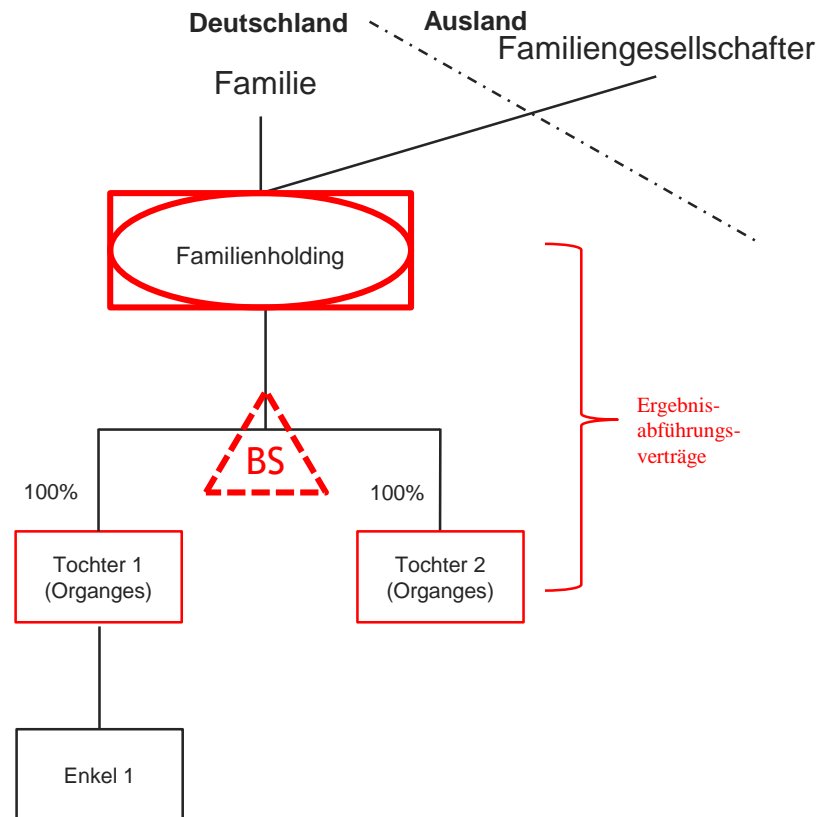 Deutschland
Ausland
Familiengesellschafter
Familie
Familienholding
BS
Ergebnis-
abführungs-
verträge
100%
100%
Tochter 1
(Organges)
Tochter 2
(Organges)
Enkel 1